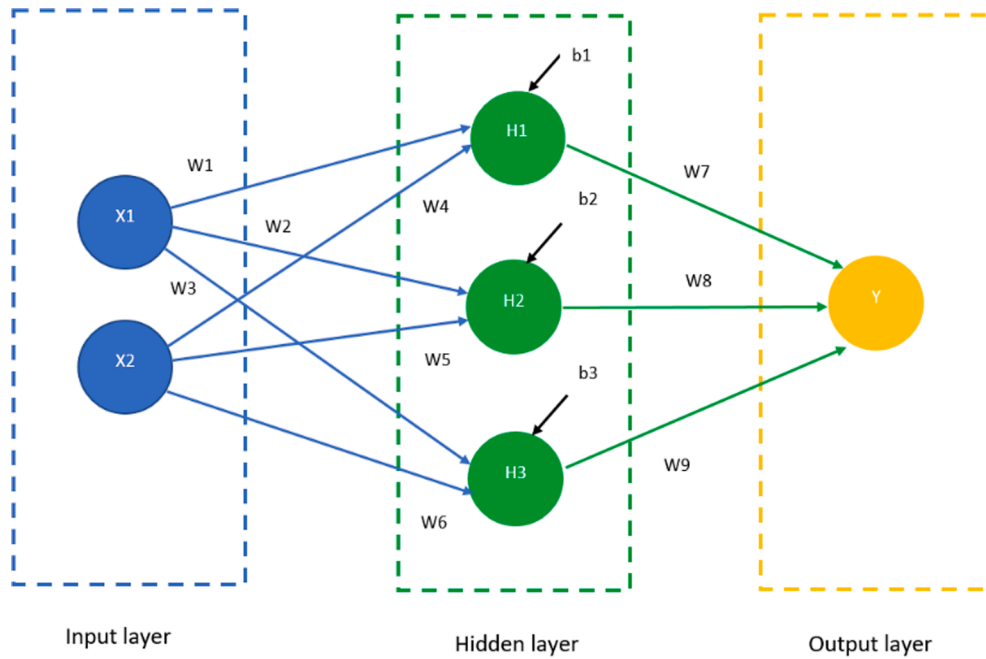 b1
H1
W1
W7
X1
W4
b2
W2
W3
W8
H2
Y
X2
W5
b3
W9
H3
W6
Input layer
Hidden layer
Output layer